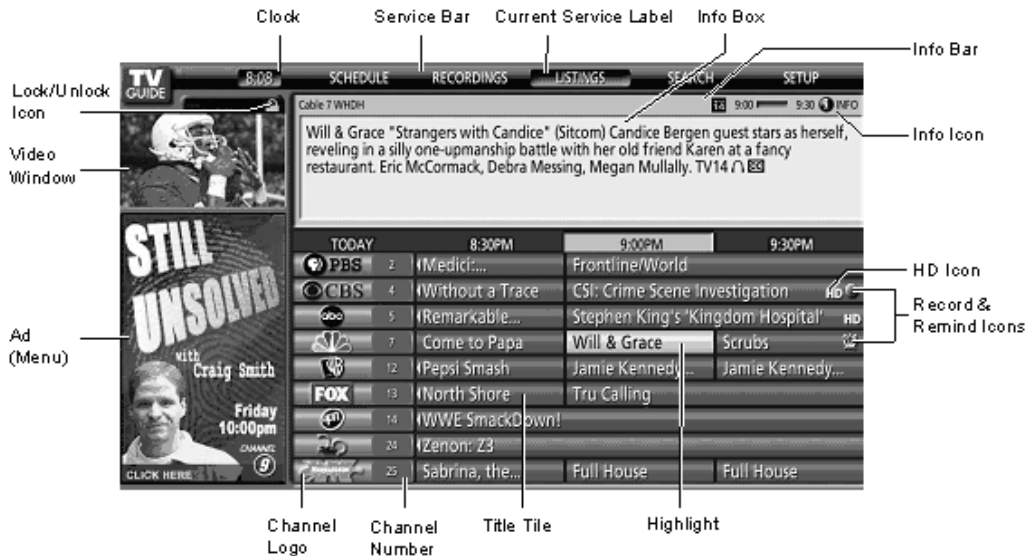 Clock
Service Bar
Current Service Label
Info Box
Info Bar
Lock/Unlock
Icon
Video
Window
Ad
(Menu)
TV
GUIDE
8:08
SCHEDULE RECORDINGS LISTINGS SEARCH SETUP
Cable 7 WHDH 9:00 9:30 INFO
Will & Grace "Strangers with Candice" (Sitcom) Candice Bergen guest stars as herself,
reveling in a silly one-upmanship battle with her old friend Karen at a fancy
restaurant. Eric McCormack, Debra Messing, Megan Mullally. TV14
Info Icon
STILL
UNSOLVED
with
Craig Smith
Friday
10:00pm
CHANNEL
9
CLICK HERE
TODAY 8:30PM 9:00PM 9:30PM
PBS 2 Medici:... Frontline/World
CBS 4 Without a Trace CSI: Crime Scene Investigation HD
abc 5 Remarkable... Stephen King's 'Kingdom Hospital' HD
7 Come to Papa Will & Grace Scrubs
12 Pepsi Smash Jamie Kennedy... Jamie Kennedy...
FOX 13 North Shore Tru Calling
upn 14 WWE SmackDown!
24 Zenon: Z3
25 Sabrina, the... Full House Full House
HD Icon
Record &
Remind Icons
Channel
Logo
Channel
Number
Title Tile
Highlight